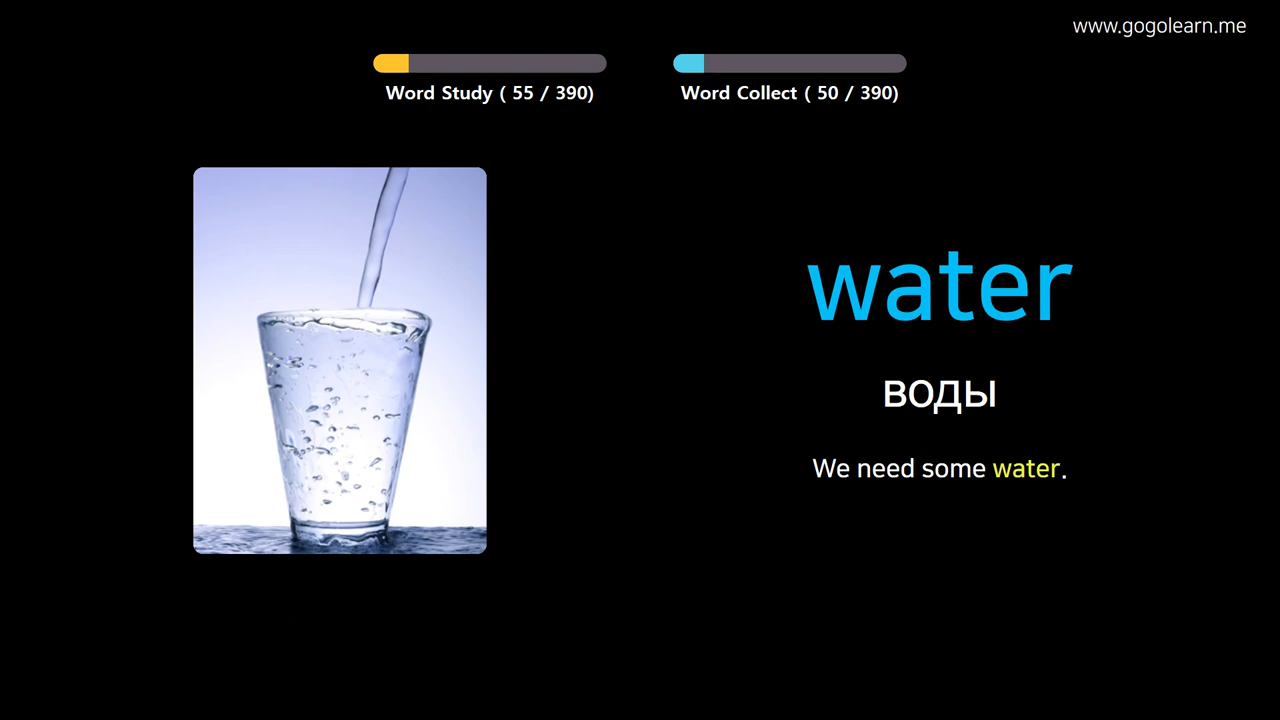 www.gogolearn.me
Word Study ( 55 / 390)
Word Collect ( 50 / 390)
water
воды
We need some water.